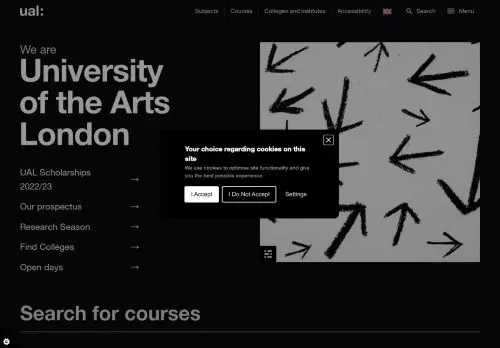 ual:
Subjects
Courses
Colleges and Institutes
Accessibility
Search
Menu
We are
University
of the Arts
London
UAL Scholarships
2022/23
Our prospectus
Research Season
Find Colleges
Open days
Your choice regarding cookies on this
site
We use cookies to optimise site functionality and give
you the best possible experience.
I Accept
I Do Not Accept
Settings
Search for courses